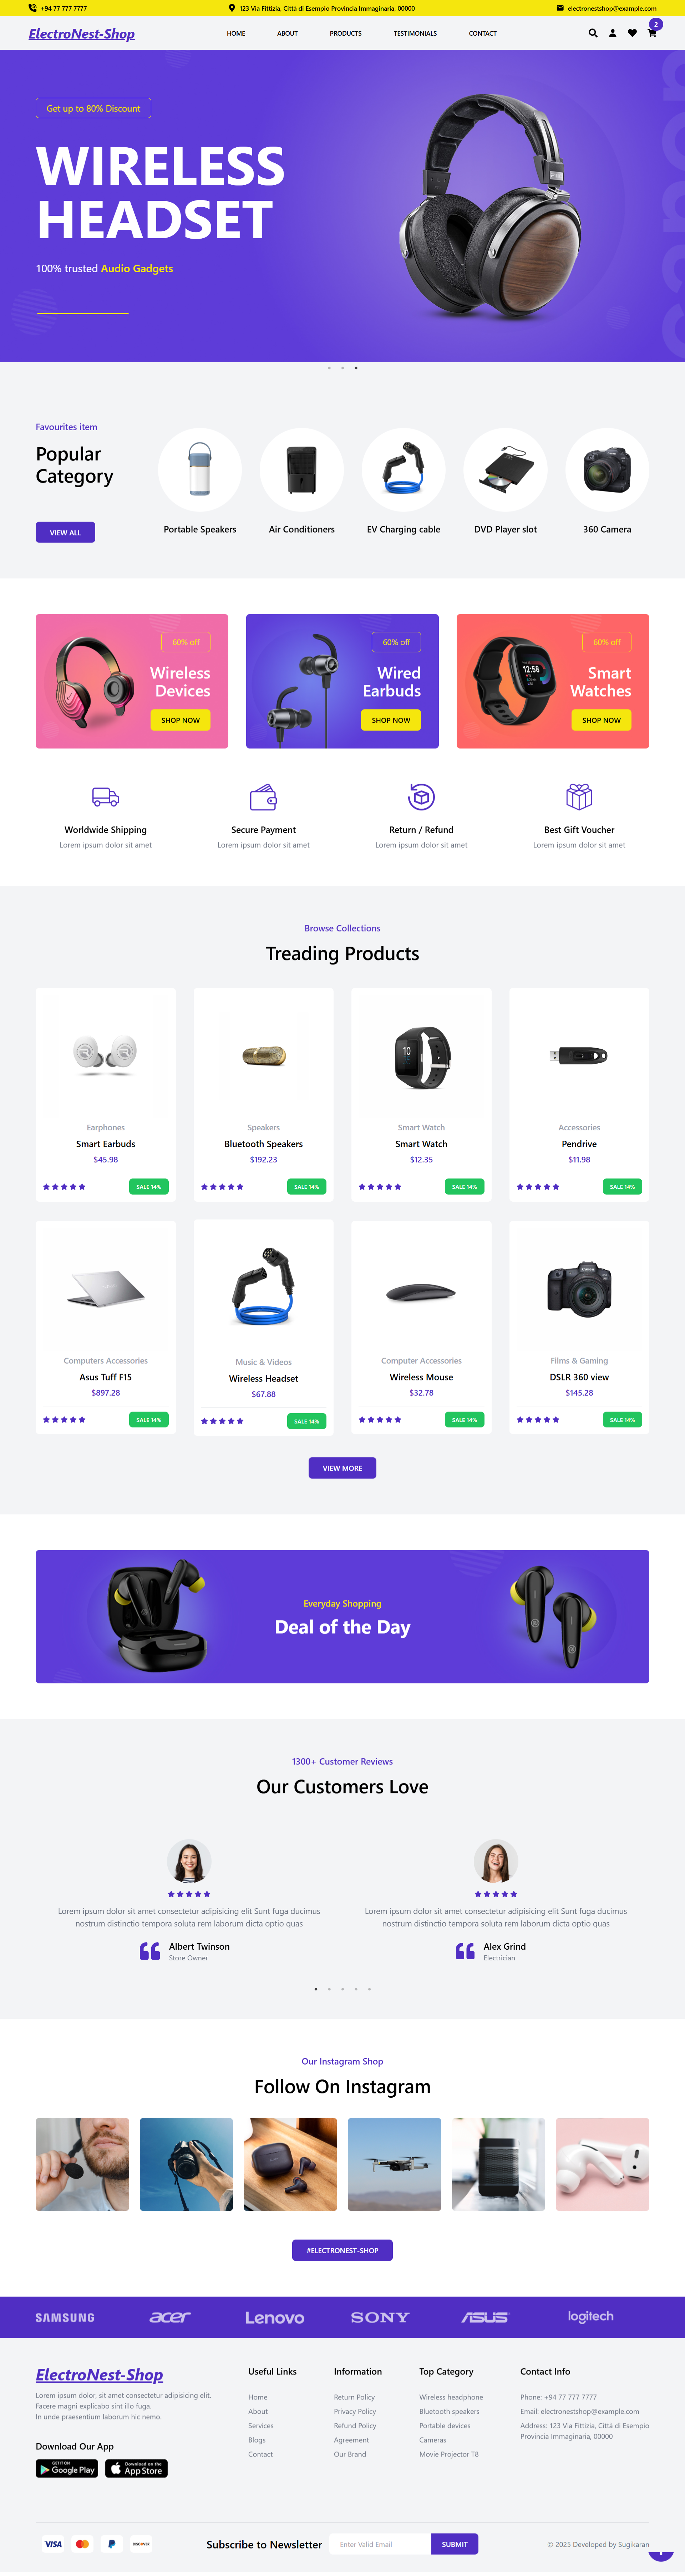 +94 77 777 7777
123 Via Fittizia, Città di Esempio Provincia Immaginaria, 00000
electronestshop@example.com
ElectroNest-Shop
HOME
ABOUT
PRODUCTS
TESTIMONIALS
CONTACT
2
Get up to 80% Discount
WIRELESS
HEADSET
100% trusted Audio Gadgets
Favourites item
Popular
Category
VIEW ALL
Portable Speakers
Air Conditioners
EV Charging cable
DVD Player slot
360 Camera
60% off
Wireless
Devices
SHOP NOW
60% off
Wired
Earbuds
SHOP NOW
60% off
Smart
Watches
SHOP NOW
Worldwide Shipping
Lorem ipsum dolor sit amet
Secure Payment
Lorem ipsum dolor sit amet
Return / Refund
Lorem ipsum dolor sit amet
Best Gift Voucher
Lorem ipsum dolor sit amet
Browse Collections
Treading Products
Earphones
Smart Earbuds
$45.98
SALE 14%
Speakers
Bluetooth Speakers
$192.23
SALE 14%
10
Smart Watch
Smart Watch
$12.35
SALE 14%
Accessories
Pendrive
$11.98
SALE 14%
Computers Accessories
Asus Tuff F15
$897.28
SALE 14%
Music & Videos
Wireless Headset
$67.88
SALE 14%
Computer Accessories
Wireless Mouse
$32.78
SALE 14%
Films & Gaming
DSLR 360 view
$145.28
SALE 14%
VIEW MORE
Everyday Shopping
Deal of the Day
1300+ Customer Reviews
Our Customers Love
Lorem ipsum dolor sit amet consectetur adipisicing elit Sunt fuga ducimus
nostrum distinctio tempora soluta rem laborum dicta optio quas
Albert Twinson
Store Owner
Lorem ipsum dolor sit amet consectetur adipisicing elit Sunt fuga ducimus
nostrum distinctio tempora soluta rem laborum dicta optio quas
Alex Grind
Electrician
Our Instagram Shop
Follow On Instagram
#ELECTRONEST-SHOP
SAMSUNG
acer
Lenovo
SONY
ASUS
logitech
ElectroNest-Shop
Lorem ipsum dolor, sit amet consectetur adipisicing elit.
Facere magni explicabo sint illo fuga.
In unde praesentium laborum hic nemo.
Download Our App
GET IT ON
Google Play
Download on the
App Store
Useful Links
Home
About
Services
Blogs
Contact
Information
Return Policy
Privacy Policy
Refund Policy
Agreement
Our Brand
Top Category
Wireless headphone
Bluetooth speakers
Portable devices
Cameras
Movie Projector T8
Contact Info
Phone: +94 77 777 7777
Email: electronestshop@example.com
Address: 123 Via Fittizia, Città di Esempio
Provincia Immaginaria, 00000
VISA
mastercard
PayPal
DISCOVER
Subscribe to Newsletter
Enter Valid Email
SUBMIT
© 2025 Developed by Sugikaran